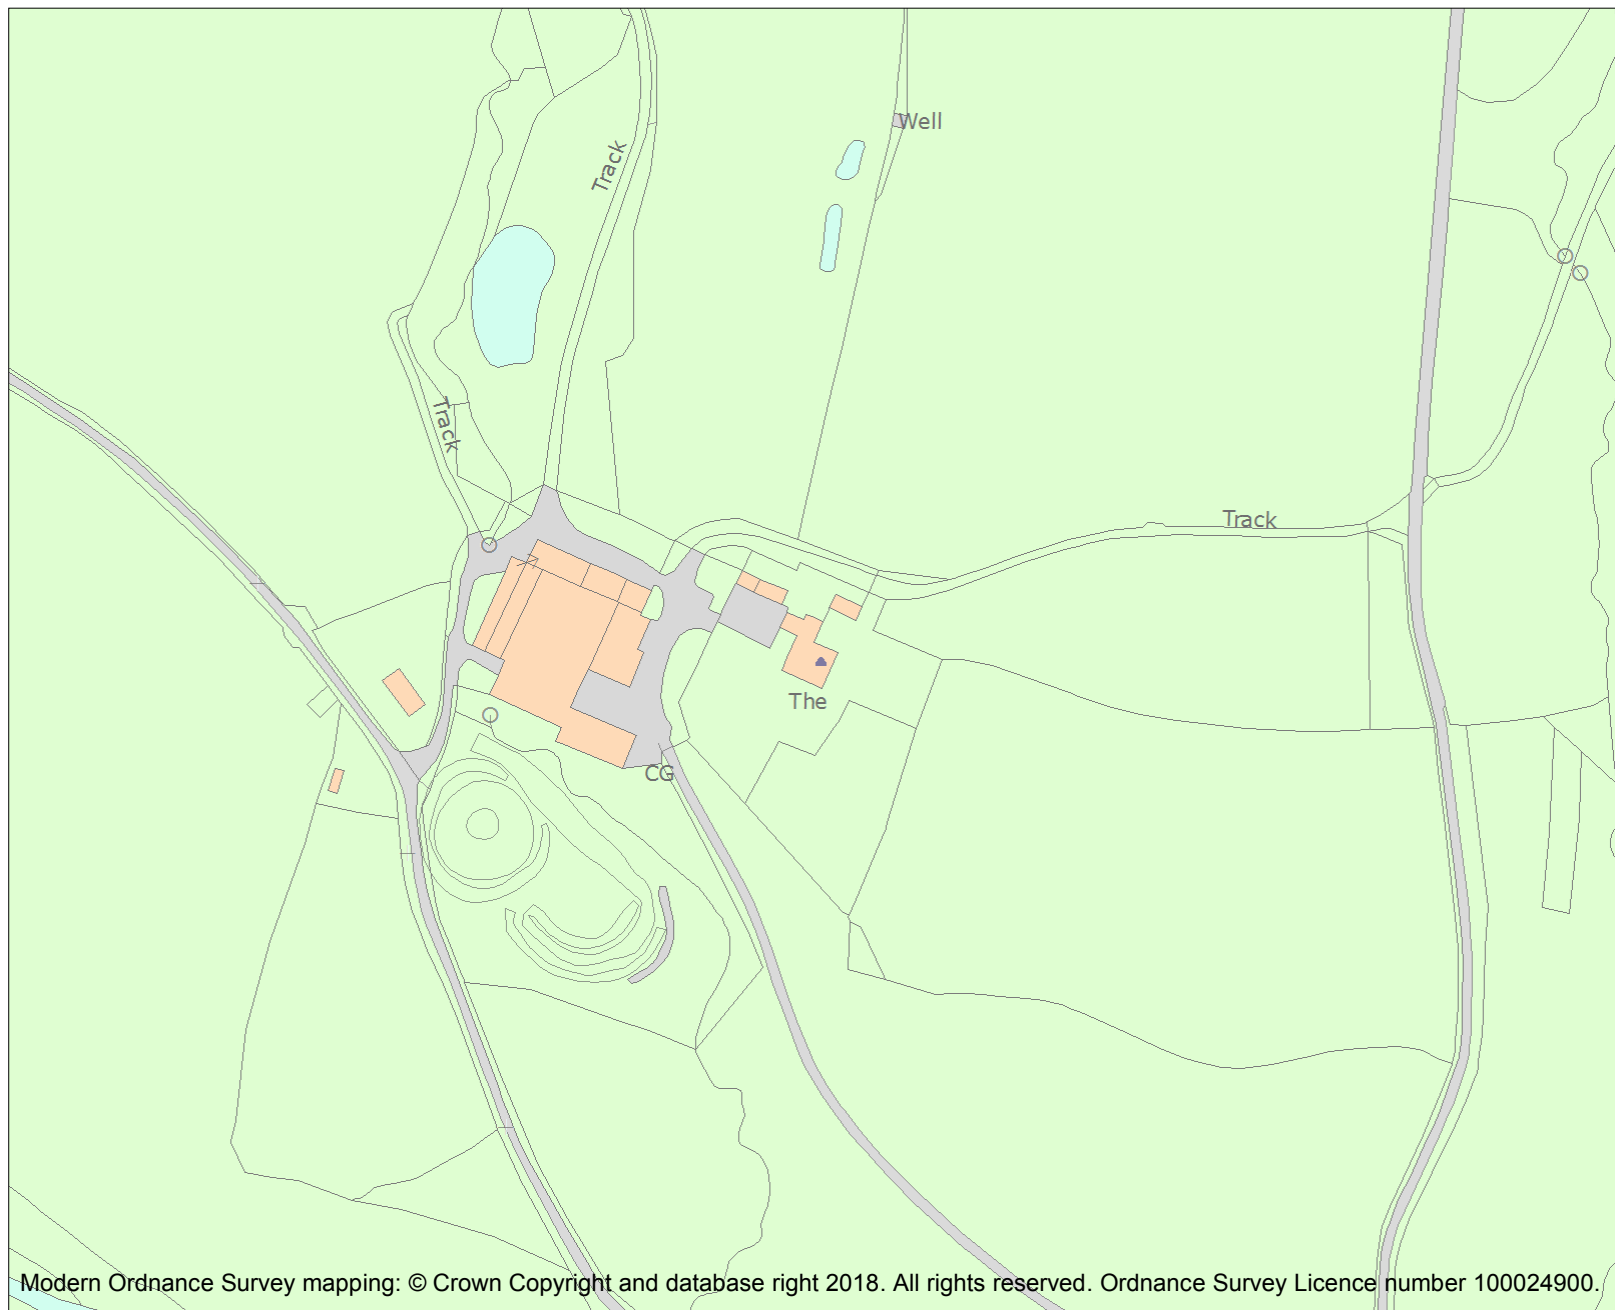 Well
Track
Track
Track
The
CG
Modern Ordnance Survey mapping: © Crown Copyright and database right 2018. All rights reserved. Ordnance Survey Licence number 100024900.